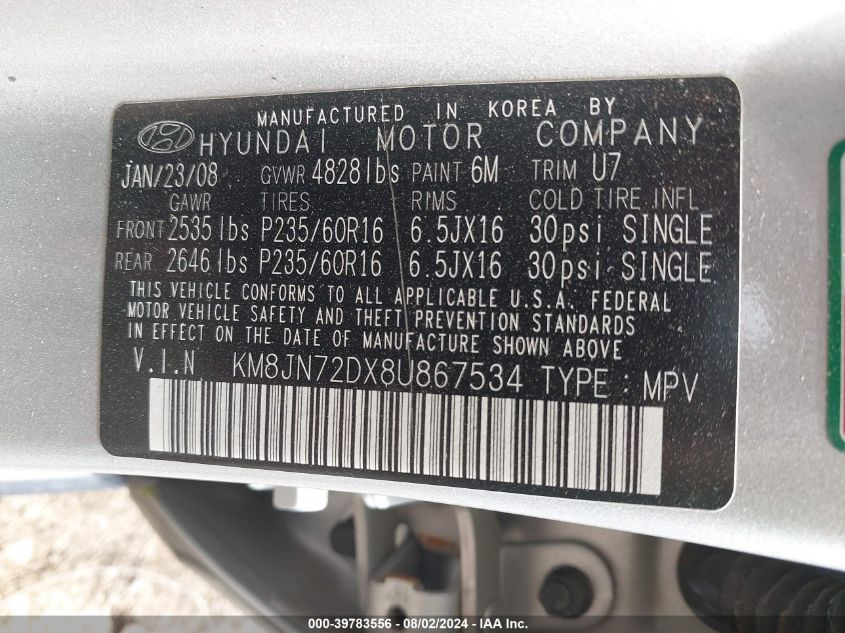 MANUFACTURED IN KOREA BY
HYUNDAI MOTOR COMPANY
JAN/23/08 GVWR 4828lbs PAINT 6M TRIM U7
GAWR TIRES RIMS COLD TIRE INFL
FRONT 2535lbs P235/60R16 6.5JX16 30psi SINGLE
REAR 2646lbs P235/60R16 6.5JX16 30psi SINGLE
THIS VEHICLE CONFORMS TO ALL APPLICABLE U.S.A. FEDERAL
MOTOR VEHICLE SAFETY AND THEFT PREVENTION STANDARDS
IN EFFECT ON THE DATE OF MANUFACTURE SHOWN ABOVE
V.I.N KM8JN72DX8U867534 TYPE : MPV
000-39783556 - 08/02/2024 - IAA Inc.